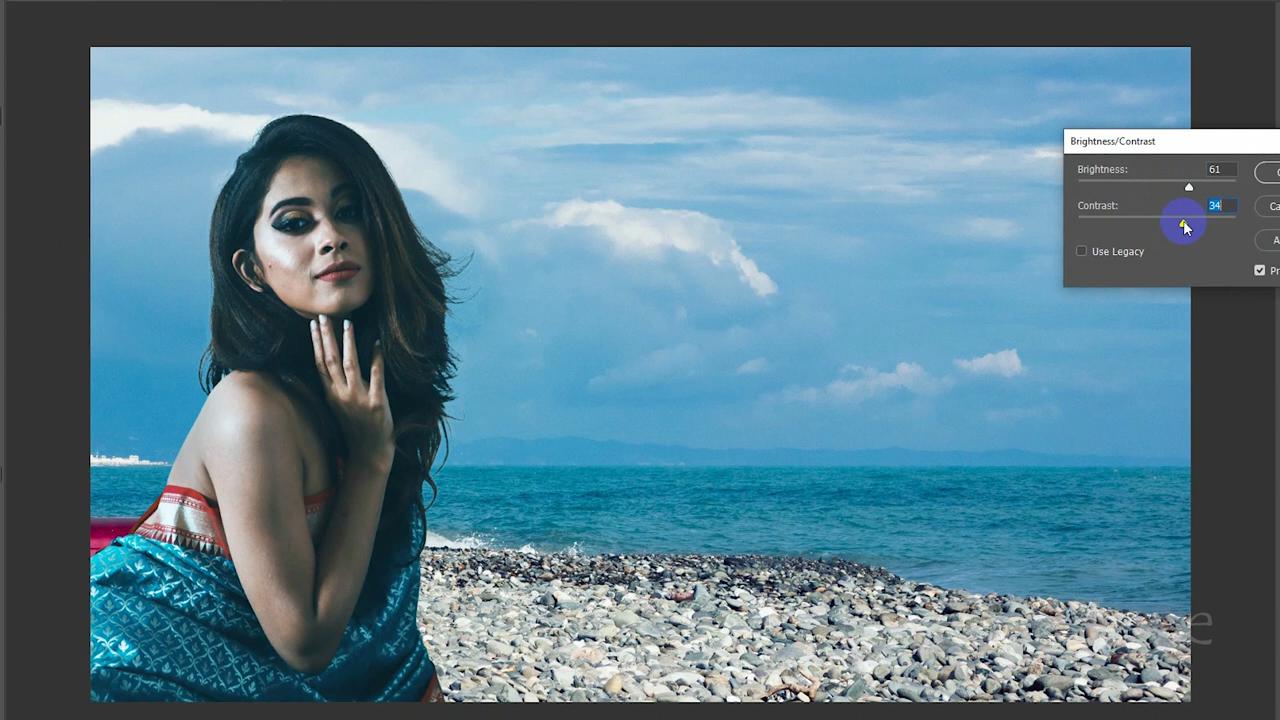 Brightness/Contrast
Brightness: 61
Contrast: 34
Use Legacy